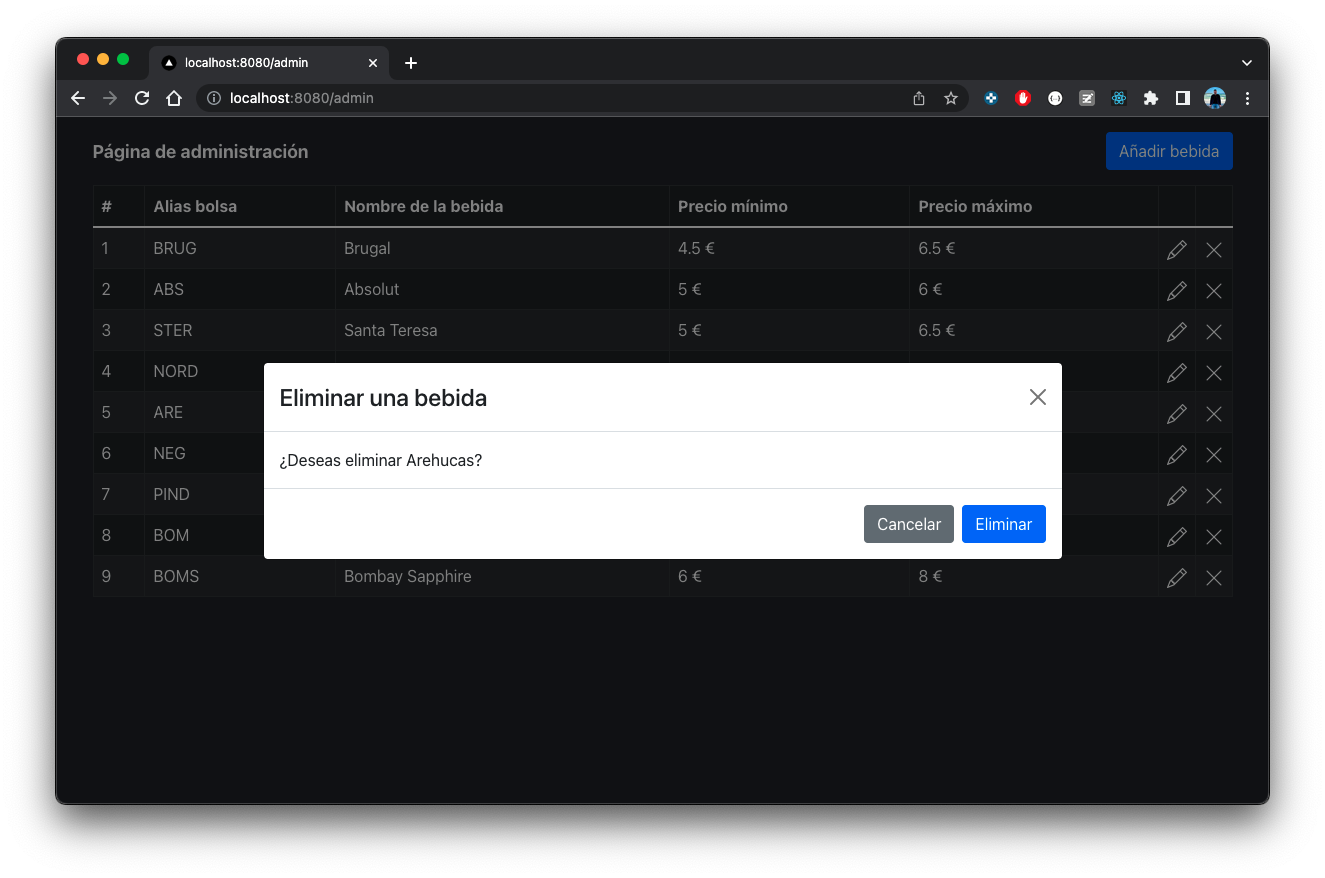 localhost:8080/admin
localhost:8080/admin
Página de administración
Añadir bebida
# Alias bolsa Nombre de la bebida Precio mínimo Precio máximo
1 BRUG Brugal 4.5 € 6.5 €
2 ABS Absolut 5 € 6 €
3 STER Santa Teresa 5 € 6.5 €
4 NORD
5 ARE
6 NEG
7 PIND
8 BOM
9 BOMS Bombay Sapphire 6 € 8 €
Eliminar una bebida
¿Deseas eliminar Arehucas?
Cancelar Eliminar